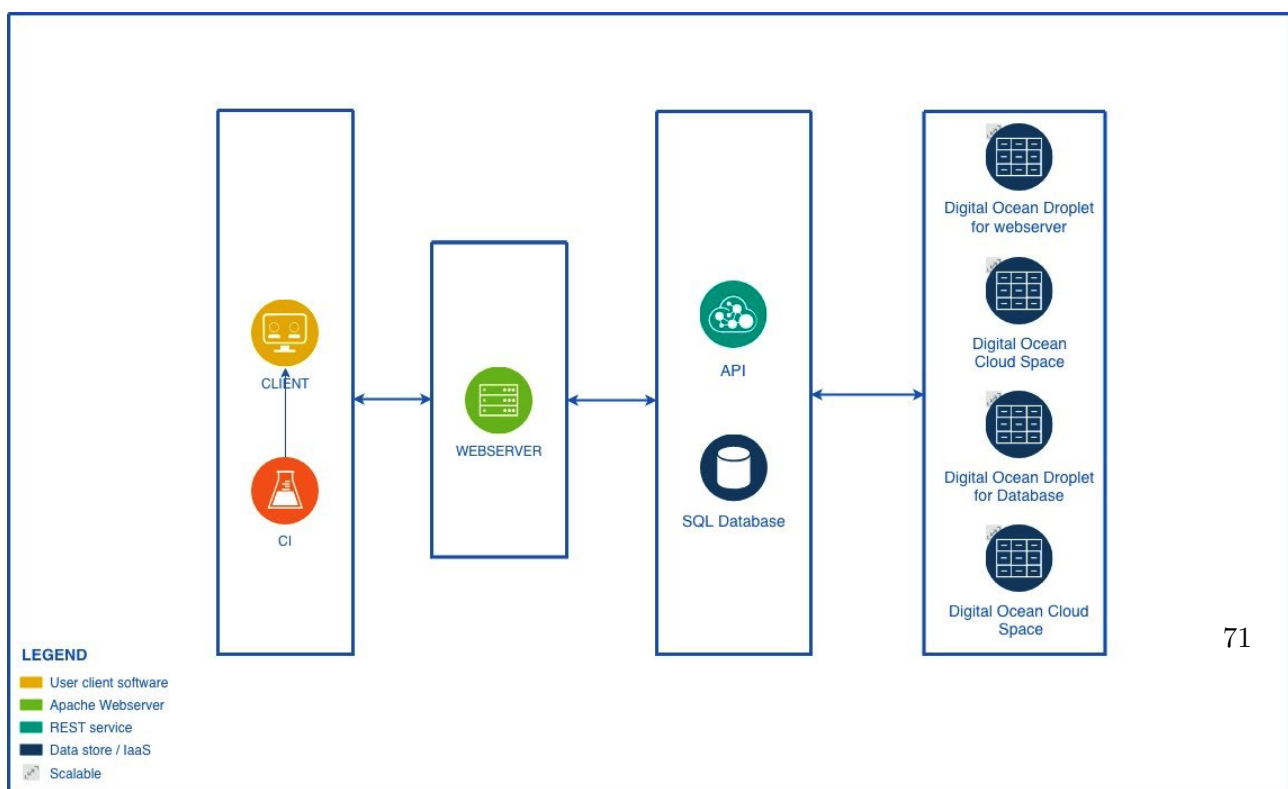 CLIENT
CI
WEBSERVER
API
SQL Database
Digital Ocean Droplet
for webserver
Digital Ocean
Cloud Space
Digital Ocean Droplet
for Database
Digital Ocean Cloud
Space
71
LEGEND
User client software
Apache Webserver
REST service
Data store / IaaS
Scalable